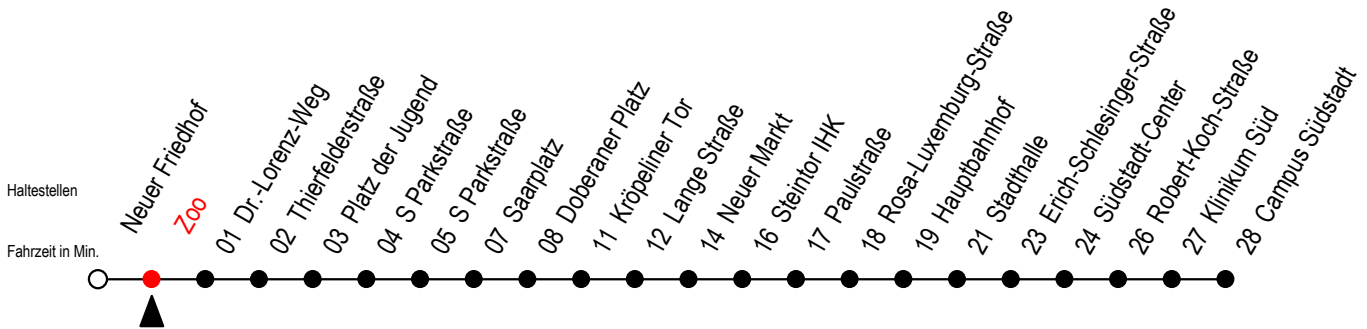 Haltestellen
Fahrzeit in Min.
Neuer Friedhof
Zoo
01 Dr.-Lorenz-Weg
02 Thierfelderstraße
03 Platz der Jugend
04 S Parkstraße
05 S Parkstraße
07 Saarplatz
08 Doberaner Platz
11 Kröpeliner Tor
12 Lange Straße
14 Neuer Markt
16 Steintor IHK
17 Paulstraße
18 Rosa-Luxemburg-Straße
19 Hauptbahnhof
21 Stadthalle
23 Erich-Schlesinger-Straße
24 Südstadt-Center
26 Robert-Koch-Straße
27 Klinikum Süd
28 Campus Südstadt